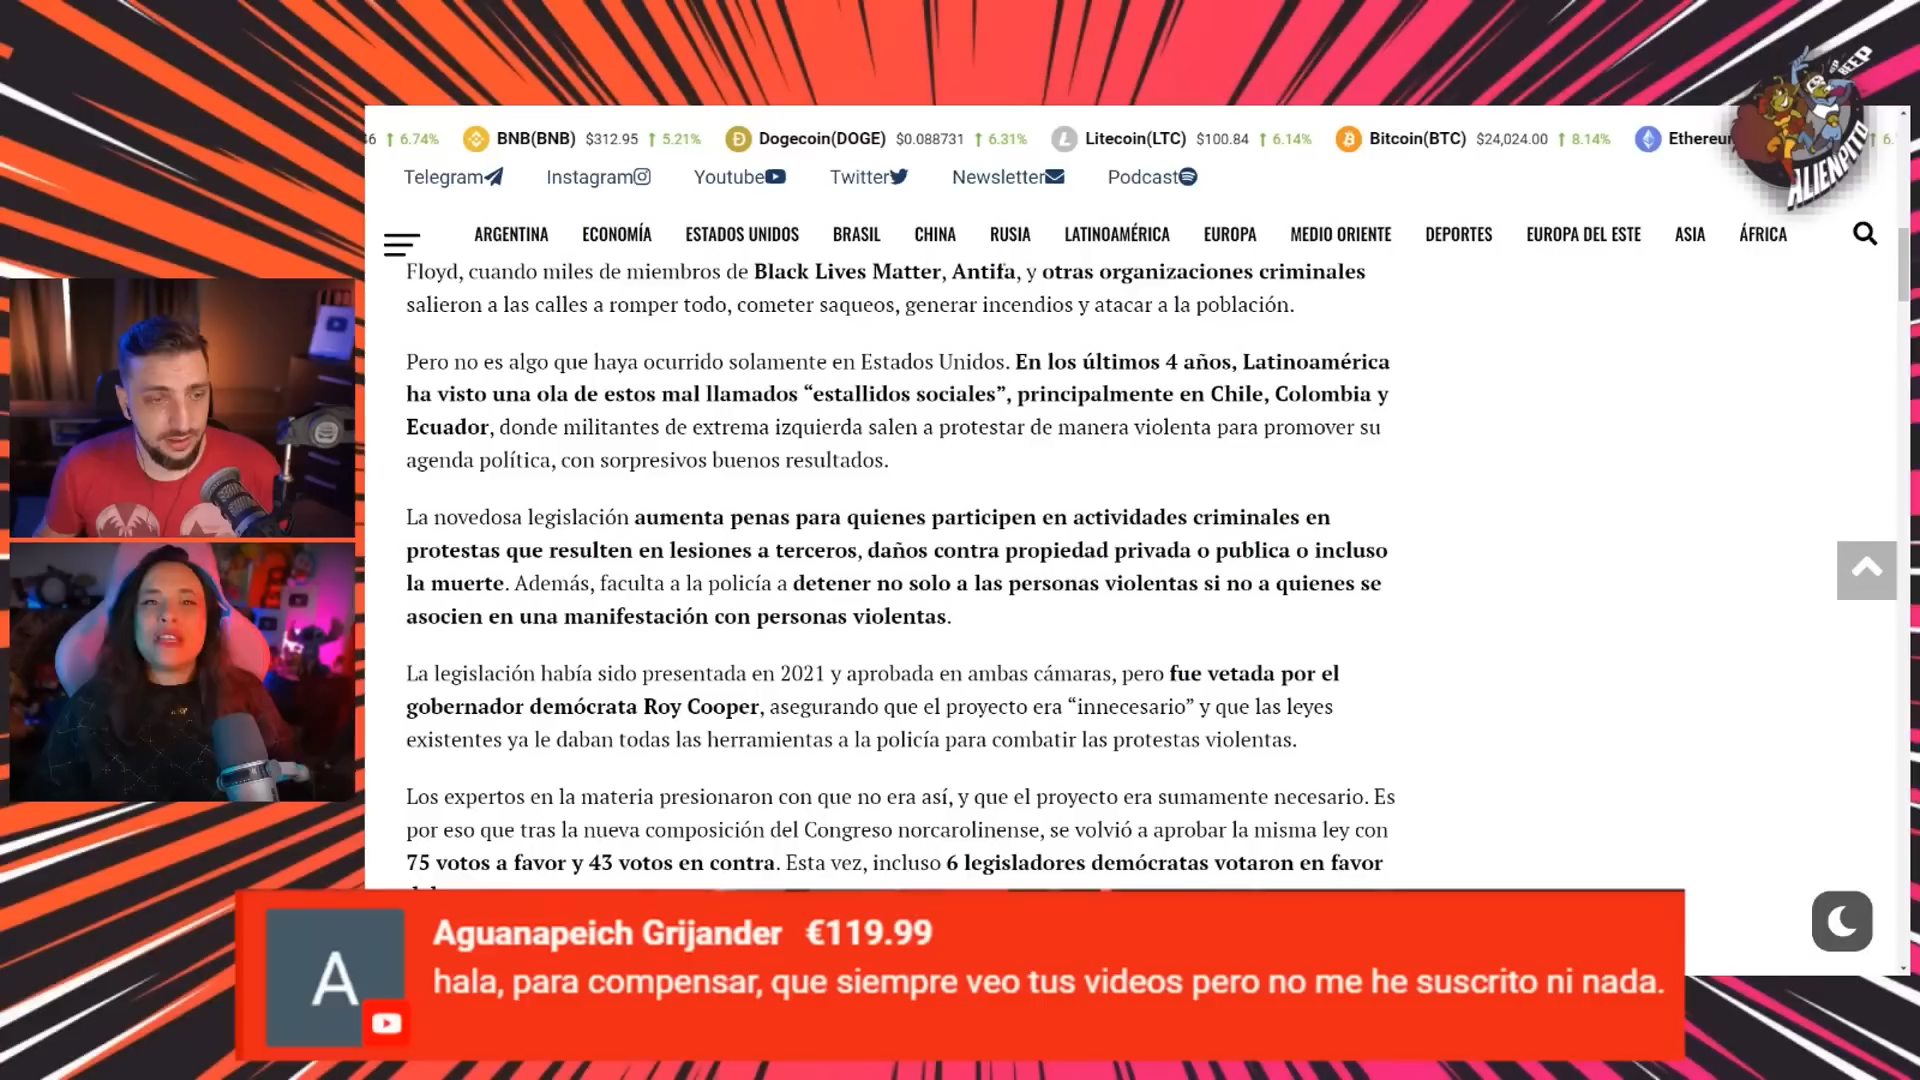 46 ↑ 6.74% BNB(BNB) $312.95 ↑ 5.21% Dogecoin(DOGE) $0.088731 ↑ 6.31% Litecoin(LTC) $100.84 ↑ 6.14% Bitcoin(BTC) $24,024.00 ↑ 8.14% Ethereu ↑ 6.
BEEP
ALIENPITO
Telegram Instagram Youtube Twitter Newsletter Podcast
ARGENTINA ECONOMÍA ESTADOS UNIDOS BRASIL CHINA RUSIA LATINOAMÉRICA EUROPA MEDIO ORIENTE DEPORTES EUROPA DEL ESTE ASIA ÁFRICA
Floyd, cuando miles de miembros de Black Lives Matter, Antifa, y otras organizaciones criminales
salieron a las calles a romper todo, cometer saqueos, generar incendios y atacar a la población.
Pero no es algo que haya ocurrido solamente en Estados Unidos. En los últimos 4 años, Latinoamérica
ha visto una ola de estos mal llamados “estallidos sociales”, principalmente en Chile, Colombia y
Ecuador, donde militantes de extrema izquierda salen a protestar de manera violenta para promover su
agenda política, con sorpresivos buenos resultados.
La novedosa legislación aumenta penas para quienes participen en actividades criminales en
protestas que resulten en lesiones a terceros, daños contra propiedad privada o publica o incluso
la muerte. Además, faculta a la policía a detener no solo a las personas violentas si no a quienes se
asocien en una manifestación con personas violentas.
La legislación había sido presentada en 2021 y aprobada en ambas cámaras, pero fue vetada por el
gobernador demócrata Roy Cooper, asegurando que el proyecto era “innecesario” y que las leyes
existentes ya le daban todas las herramientas a la policía para combatir las protestas violentas.
Los expertos en la materia presionaron con que no era así, y que el proyecto era sumamente necesario. Es
por eso que tras la nueva composición del Congreso norcarolinense, se volvió a aprobar la misma ley con
75 votos a favor y 43 votos en contra. Esta vez, incluso 6 legisladores demócratas votaron en favor
A
Aguanapeich Grijander €119.99
hala, para compensar, que siempre veo tus videos pero no me he suscrito ni nada.